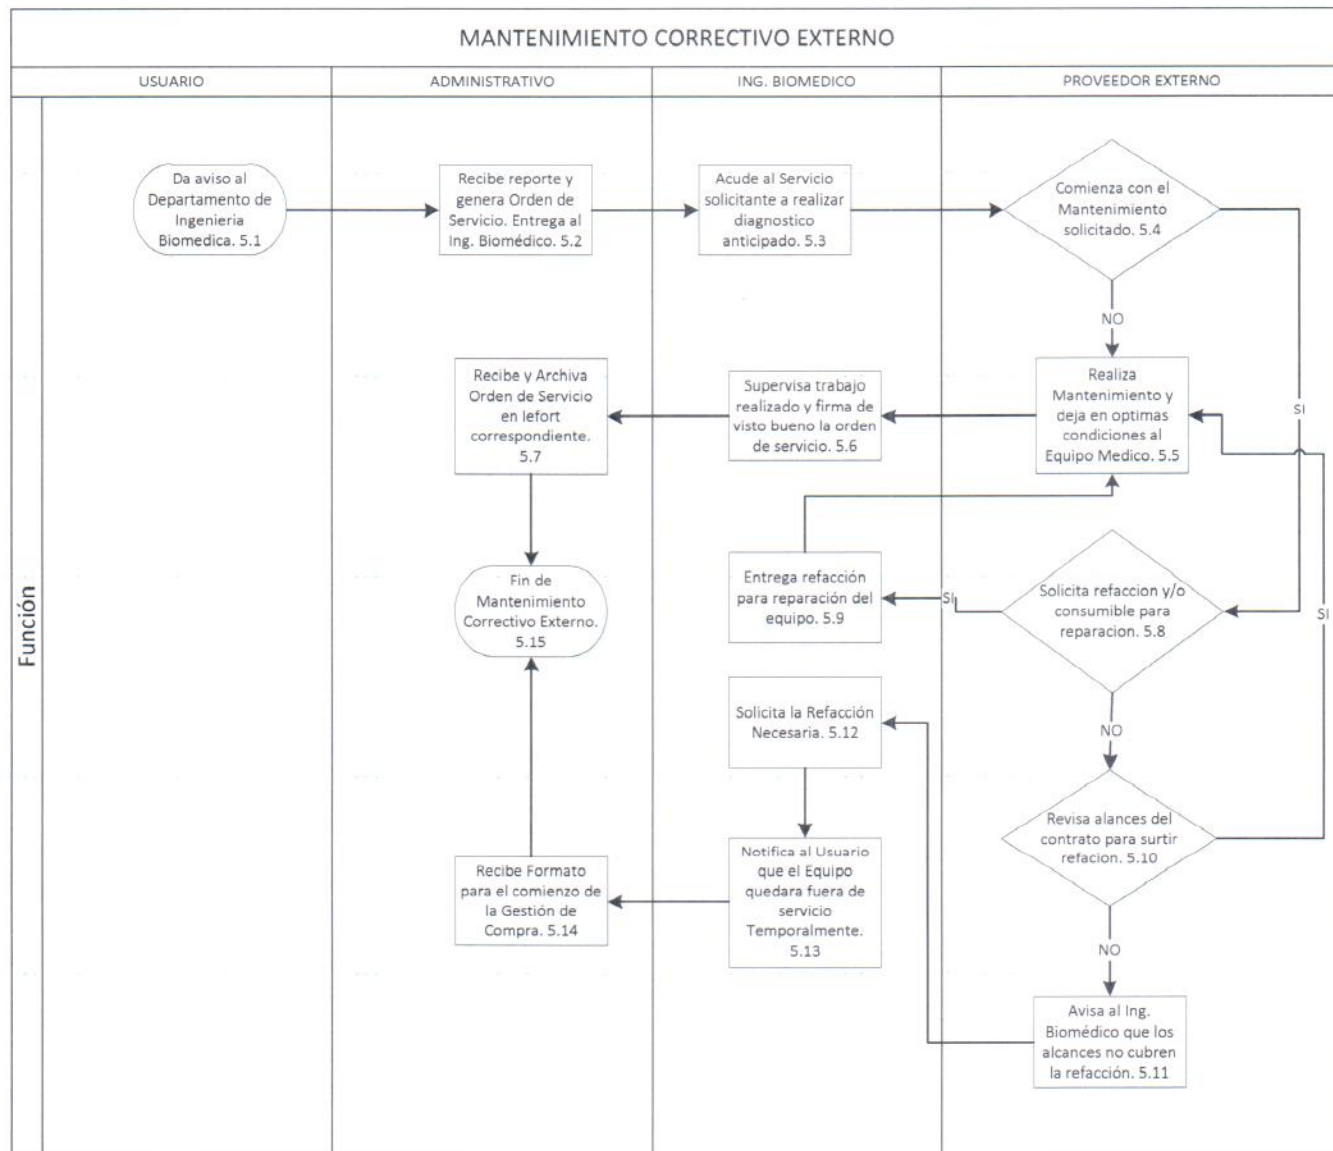 MANTENIMIENTO CORRECTIVO EXTERNO
USUARIO
ADMINISTRATIVO
ING. BIOMEDICO
PROVEEDOR EXTERNO
Función
Da aviso al
Departamento de
Ingenieria
Biomedica. 5.1
Recibe reporte y
genera Orden de
Servicio. Entrega al
Ing. Biomédico. 5.2
Acude al Servicio
solicitante a realizar
diagnostico
anticipado. 5.3
Comienza con el
Mantenimiento
solicitado. 5.4
NO
SI
Recibe y Archiva
Orden de Servicio
en lefort
correspondiente.
5.7
Supervisa trabajo
realizado y firma de
visto bueno la orden
de servicio. 5.6
Realiza
Mantenimiento y
deja en optimas
condiciones al
Equipo Medico. 5.5
Fin de
Mantenimiento
Correctivo Externo.
5.15
Entrega refacción
para reparación del
equipo. 5.9
SI
Solicita refaccion y/o
consumible para
reparacion. 5.8
SI
NO
Solicita la Refacción
Necesaria. 5.12
Revisa alances del
contrato para surtir
refacion. 5.10
Recibe Formato
para el comienzo de
la Gestión de
Compra. 5.14
Notifica al Usuario
que el Equipo
quedara fuera de
servicio
Temporalmente.
5.13
NO
Avisa al Ing.
Biomédico que los
alcances no cubren
la refacción. 5.11